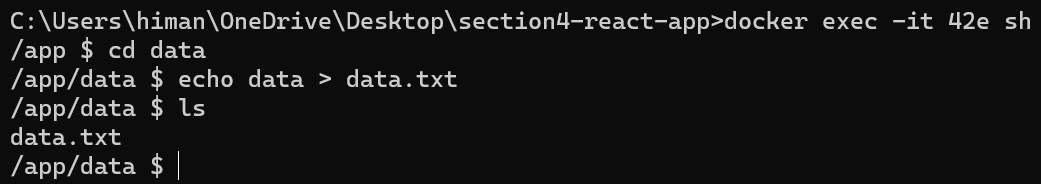 C:\Users\himan\OneDrive\Desktop\section4-react-app>docker exec -it 42e sh
/app $ cd data
/app/data $ echo data > data.txt
/app/data $ ls
data.txt
/app/data $